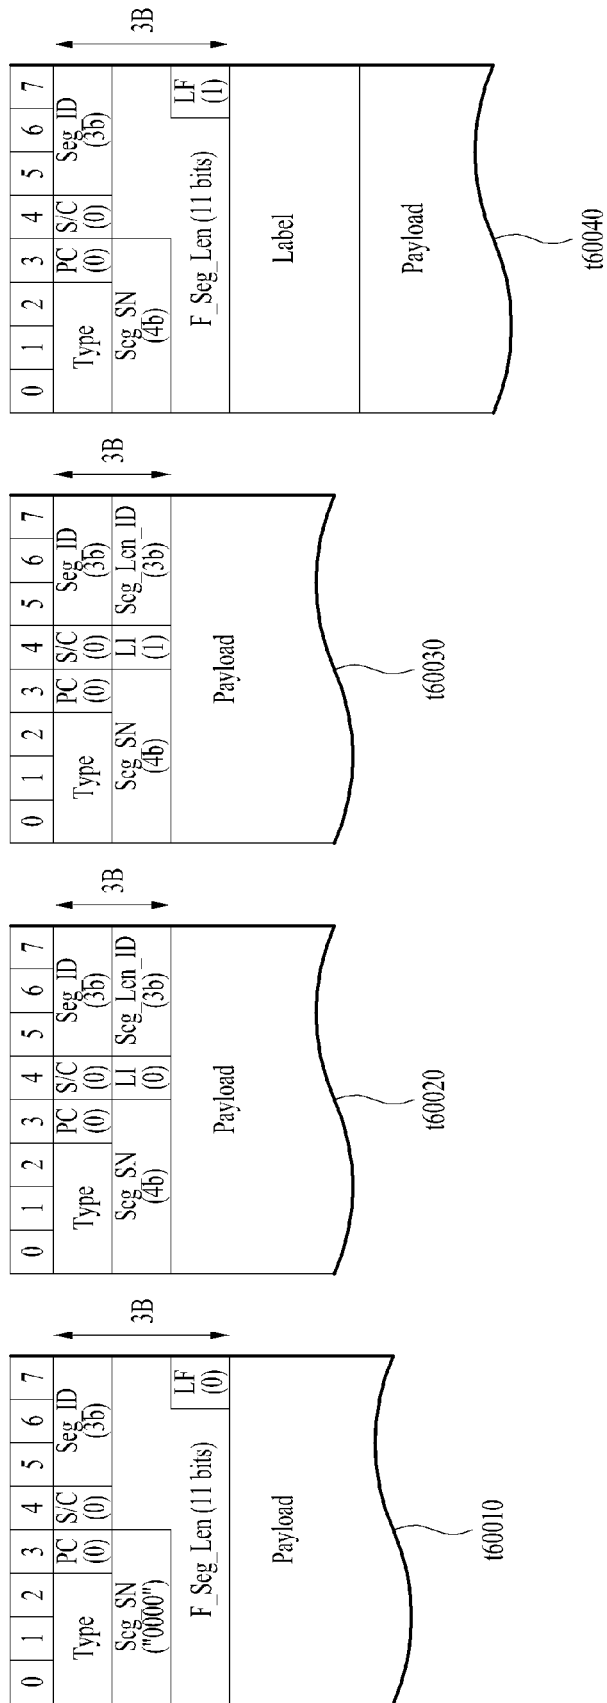 0 1 2 3 4 5 6 7
Type
PC
(0)
S/C
(0)
Seg_ID
(3b)
Seg_SN
("0000")
F_Seg_Len (11 bits)
LF
(0)
Payload
3B
t60010
0 1 2 3 4 5 6 7
Type
PC
(0)
S/C
(0)
Seg_ID
(3b)
Seg_SN
(4b)
LI
(0)
Seg_Len_ID
(3b)
Payload
3B
t60020
0 1 2 3 4 5 6 7
Type
PC
(0)
S/C
(0)
Seg_ID
(3b)
Seg_SN
(4b)
LI
(1)
Seg_Len_ID
(3b)
Payload
3B
t60030
0 1 2 3 4 5 6 7
Type
PC
(0)
S/C
(0)
Seg_ID
(3b)
Seg_SN
(4b)
F_Seg_Len (11 bits)
LF
(1)
Label
Payload
3B
t60040